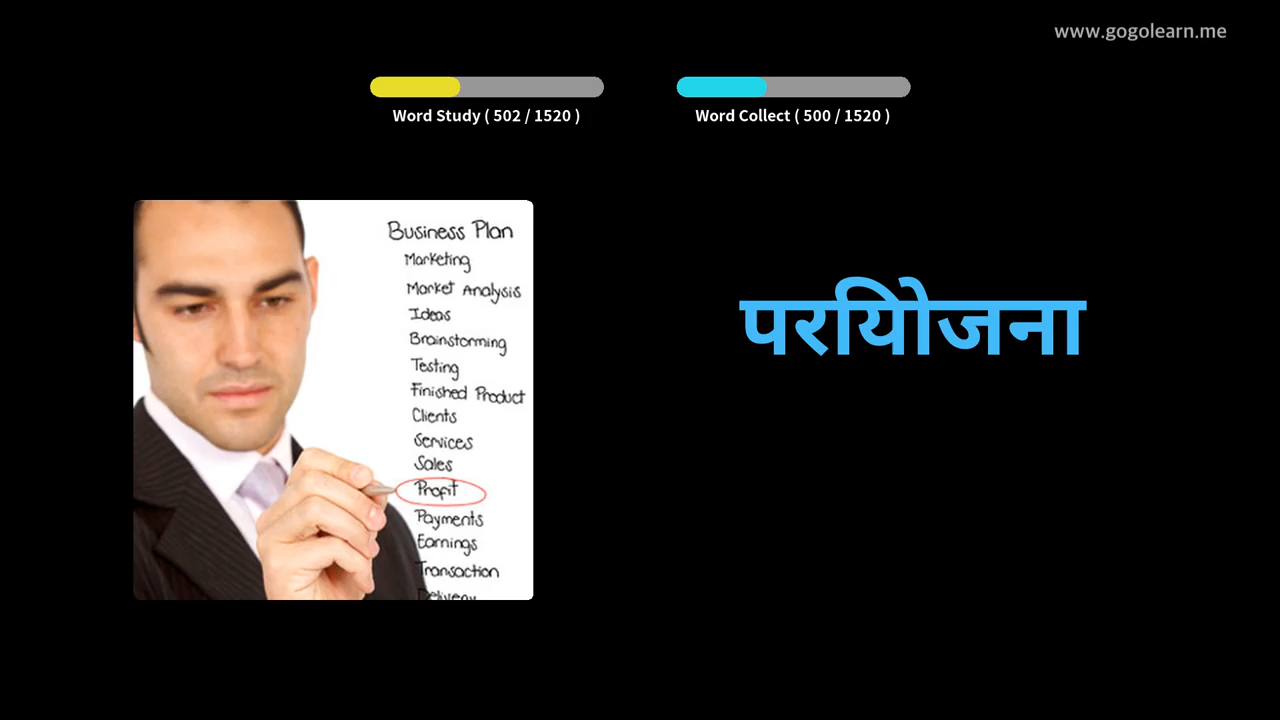 www.gogolearn.me
Word Study ( 502 / 1520 )
Word Collect ( 500 / 1520 )
Business Plan
Marketing
Market Analysis
Ideas
Brainstorming
Testing
Finished Product
Clients
Services
Sales
Profit
Payments
Earnings
Transaction
Delivery
परियोजना